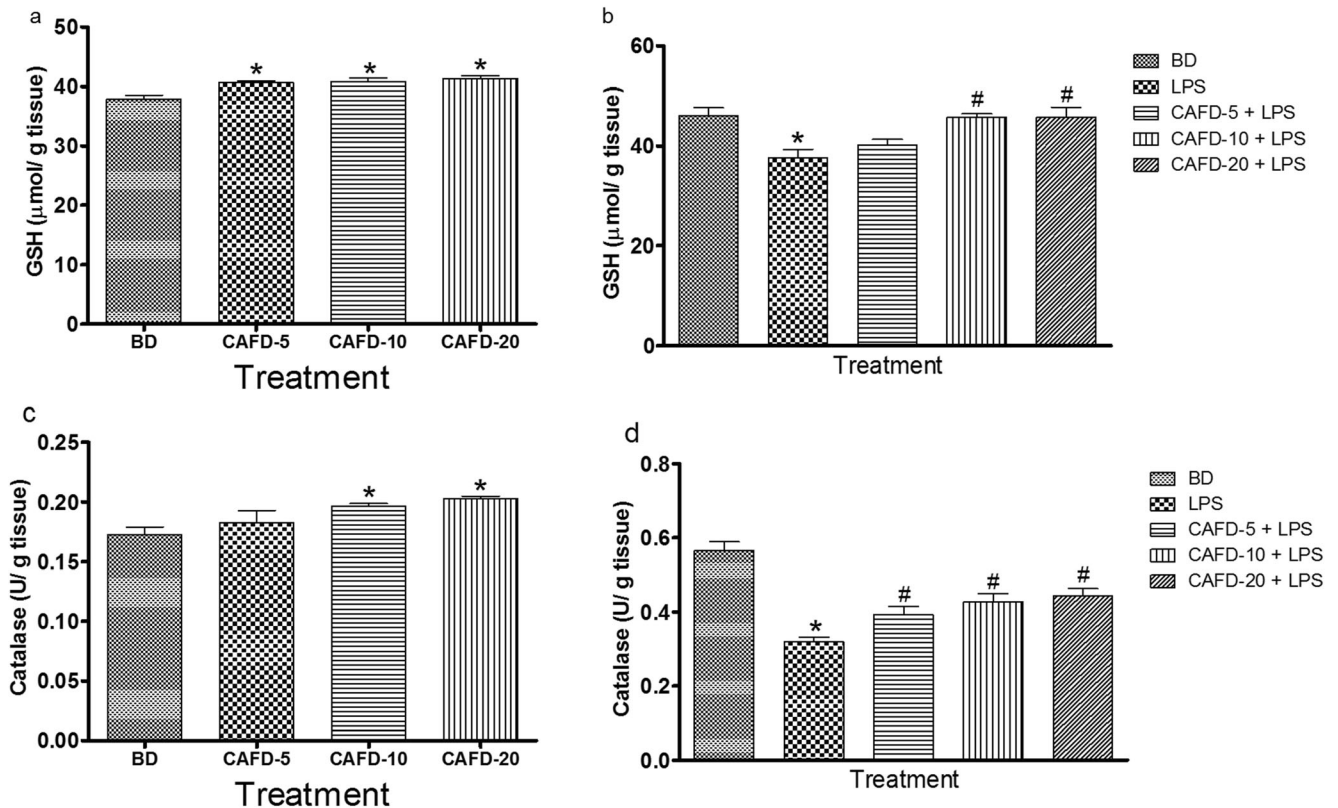 a
50
40
30
20
10
0
GSH (μmol/ g tissue)
* * *
BD CAFD-5 CAFD-10 CAFD-20
Treatment
b
60
40
20
0
GSH (μmol/ g tissue)
* # #
Treatment
BD
LPS
CAFD-5 + LPS
CAFD-10 + LPS
CAFD-20 + LPS
c
0.25
0.20
0.15
0.10
0.05
0.00
Catalase (U/ g tissue)
* *
BD CAFD-5 CAFD-10 CAFD-20
Treatment
d
0.8
0.6
0.4
0.2
0.0
Catalase (U/ g tissue)
* # # #
Treatment
BD
LPS
CAFD-5 + LPS
CAFD-10 + LPS
CAFD-20 + LPS